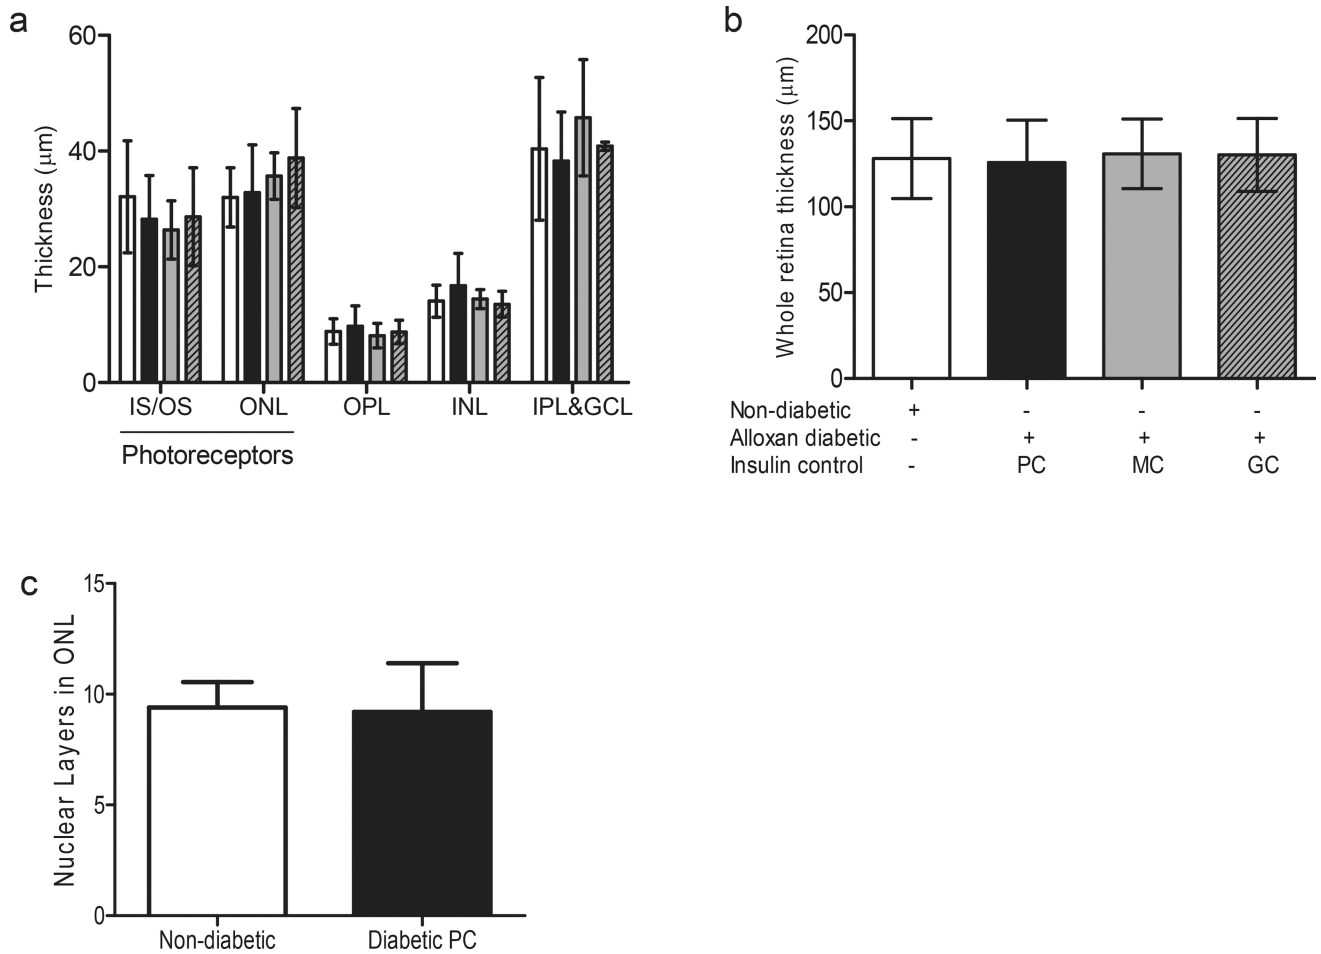 a
Thickness (μm)
60
40
20
0
IS/OS ONL OPL INL IPL&GCL
Photoreceptors
b
Whole retina thickness (μm)
200
150
100
50
0
Non-diabetic + - - -
Alloxan diabetic - + + +
Insulin control - PC MC GC
c
Nuclear Layers in ONL
15
10
5
0
Non-diabetic Diabetic PC